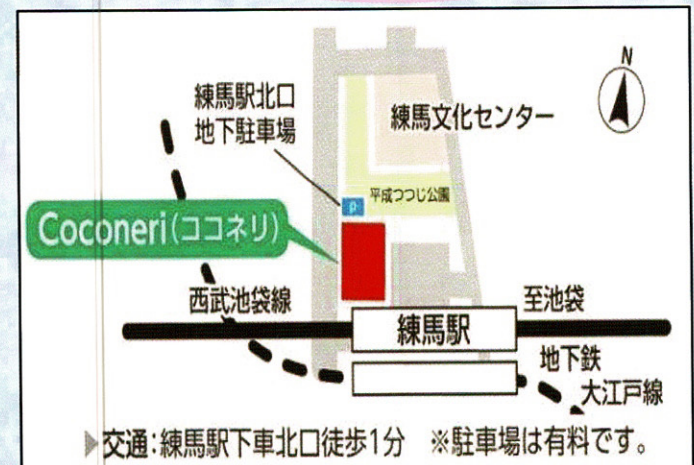 N
練馬駅北口
地下駐車場
練馬文化センター
P
平成つつじ公園
Coconeri(ココネリ)
西武池袋線
至池袋
練馬駅
地下鉄
大江戸線
▶交通:練馬駅下車北口徒歩1分 ※駐車場は有料です。